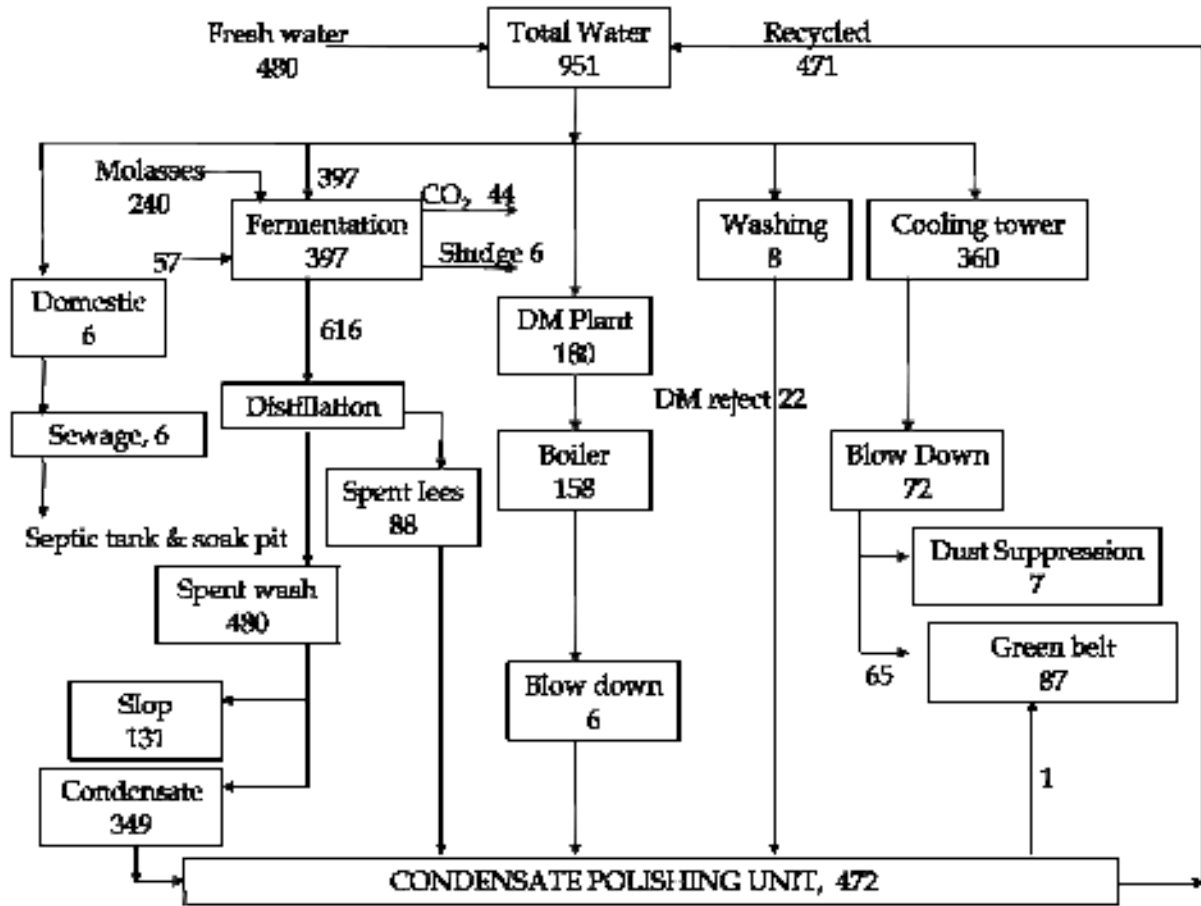 Fresh water
480
Total Water
951
Recycled
471
Molasses
240
397
CO₂ 44
Fermentation
397
Sludge 6
57
Washing
8
Cooling tower
360
Domestic
6
616
DM Plant
180
DM reject 22
Distillation
Sewage, 6
Boiler
158
Blow Down
72
Spent lees
88
Septic tank & soak pit
Dust Suppression
7
Spent wash
480
Green belt
87
65
Blow down
6
Slop
131
1
Condensate
349
CONDENSATE POLISHING UNIT, 472